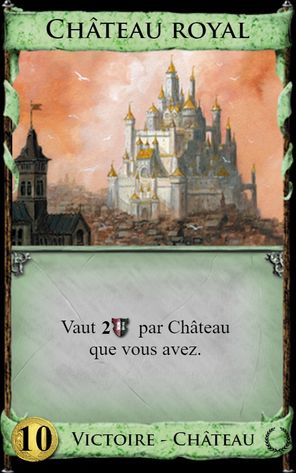 Château royal
Vaut 2 par Château
que vous avez.
10 Victoire - Château